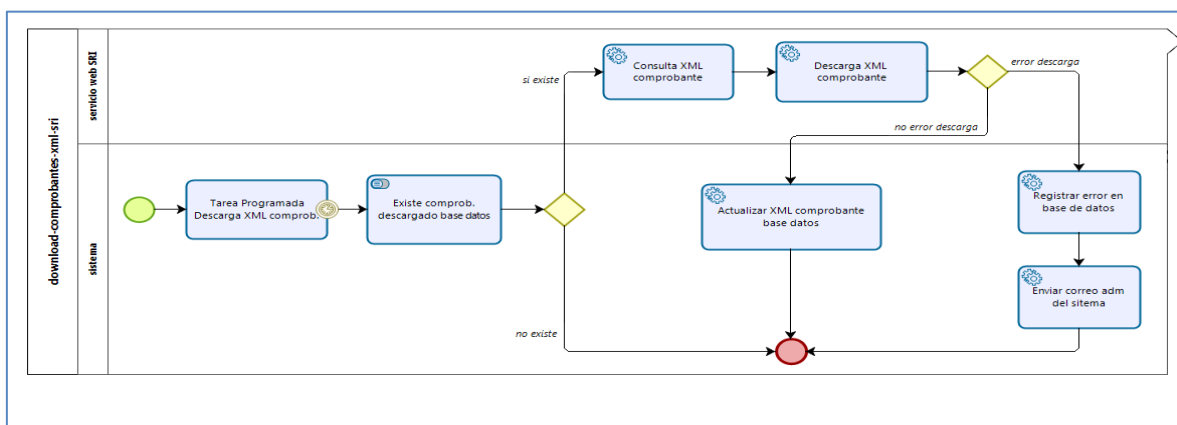 download-comprobantes-xml-sri
servicio web SRI
si existe
Consulta XML
comprobante
Descarga XML
comprobante
error descarga
no error descarga
sistema
Tarea Programada
Descarga XML comprob.
Existe comprob.
descargado base datos
Actualizar XML comprobante
base datos
Registrar error en
base de datos
Enviar correo adm
del sitema
no existe